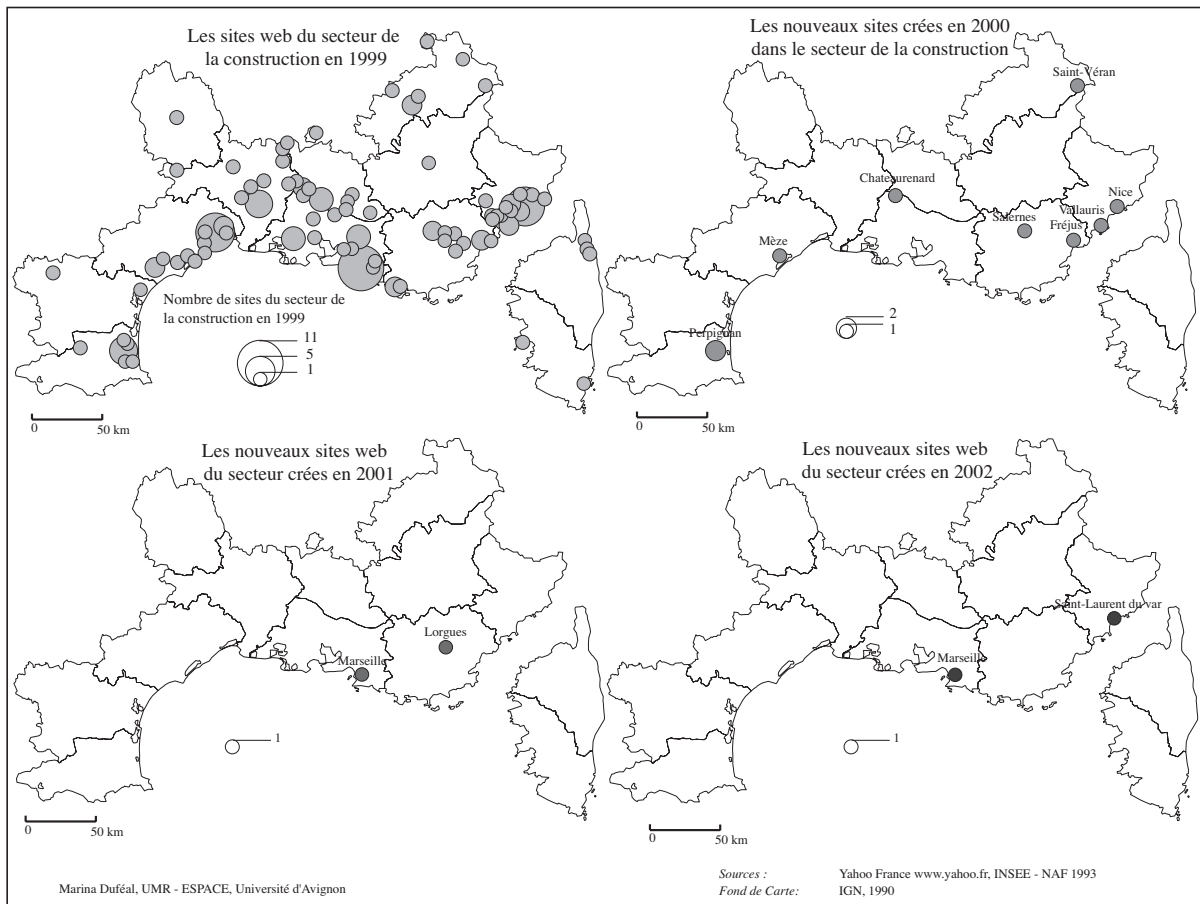 Les sites web du secteur de
la construction en 1999
Nombre de sites du secteur de
la construction en 1999
11
5
1
0 50 km
Les nouveaux sites crées en 2000
dans le secteur de la construction
Saint-Véran
Chateaurenard
Nice
Vallauris
Salernes
Fréjus
Mèze
Perpignan
2
1
0 50 km
Les nouveaux sites web
du secteur crées en 2001
Lorgues
Marseille
1
0 50 km
Les nouveaux sites web
du secteur crées en 2002
Saint-Laurent du var
Marseille
1
0 50 km
Marina Duféal, UMR - ESPACE, Université d'Avignon
Sources : Yahoo France www.yahoo.fr, INSEE - NAF 1993
Fond de Carte: IGN, 1990